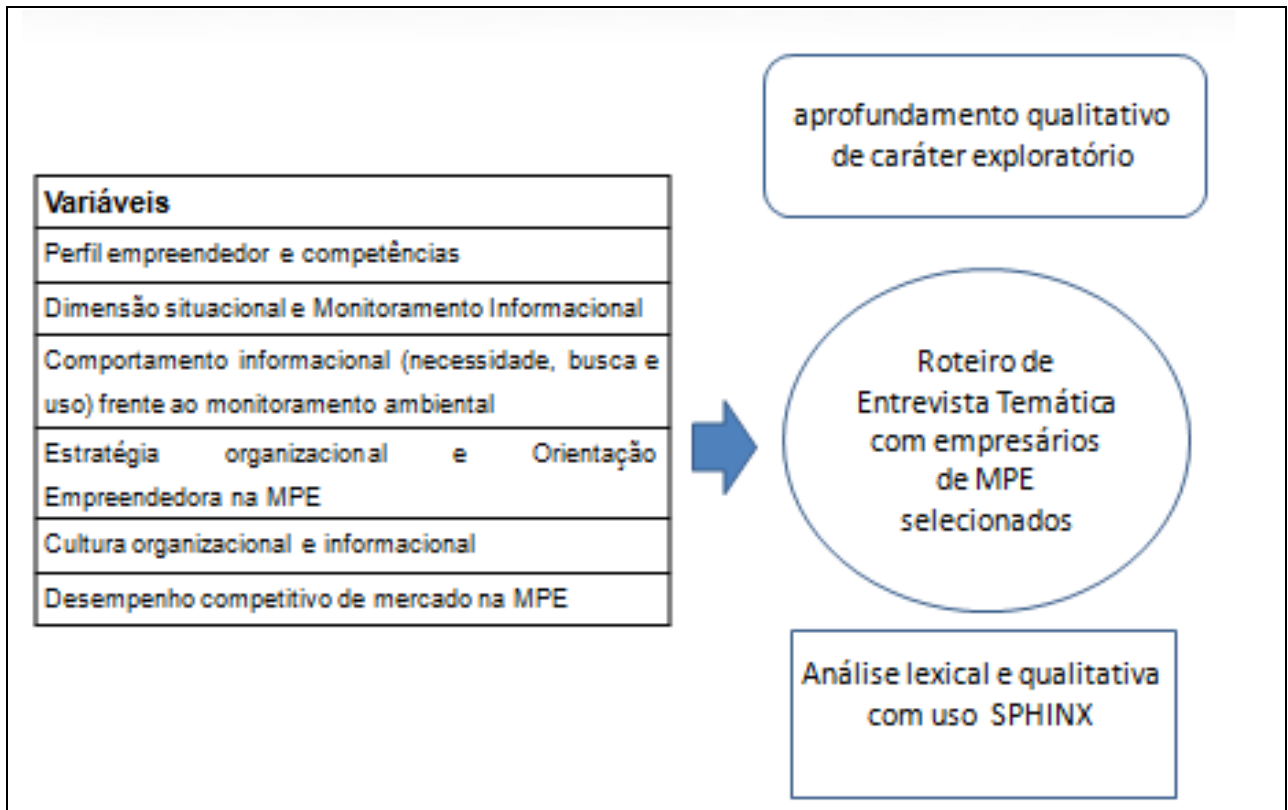 Variáveis
Perfil empreendedor e competências
Dimensão situacional e Monitoramento Informacional
Comportamento informacional (necessidade, busca e
uso) frente ao monitoramento ambiental
Estratégia organizacional e Orientação
Empreendedora na MPE
Cultura organizacional e informacional
Desempenho competitivo de mercado na MPE
aprofundamento qualitativo
de caráter exploratório
Roteiro de
Entrevista Temática
com empresários
de MPE
selecionados
Análise lexical e qualitativa
com uso SPHINX